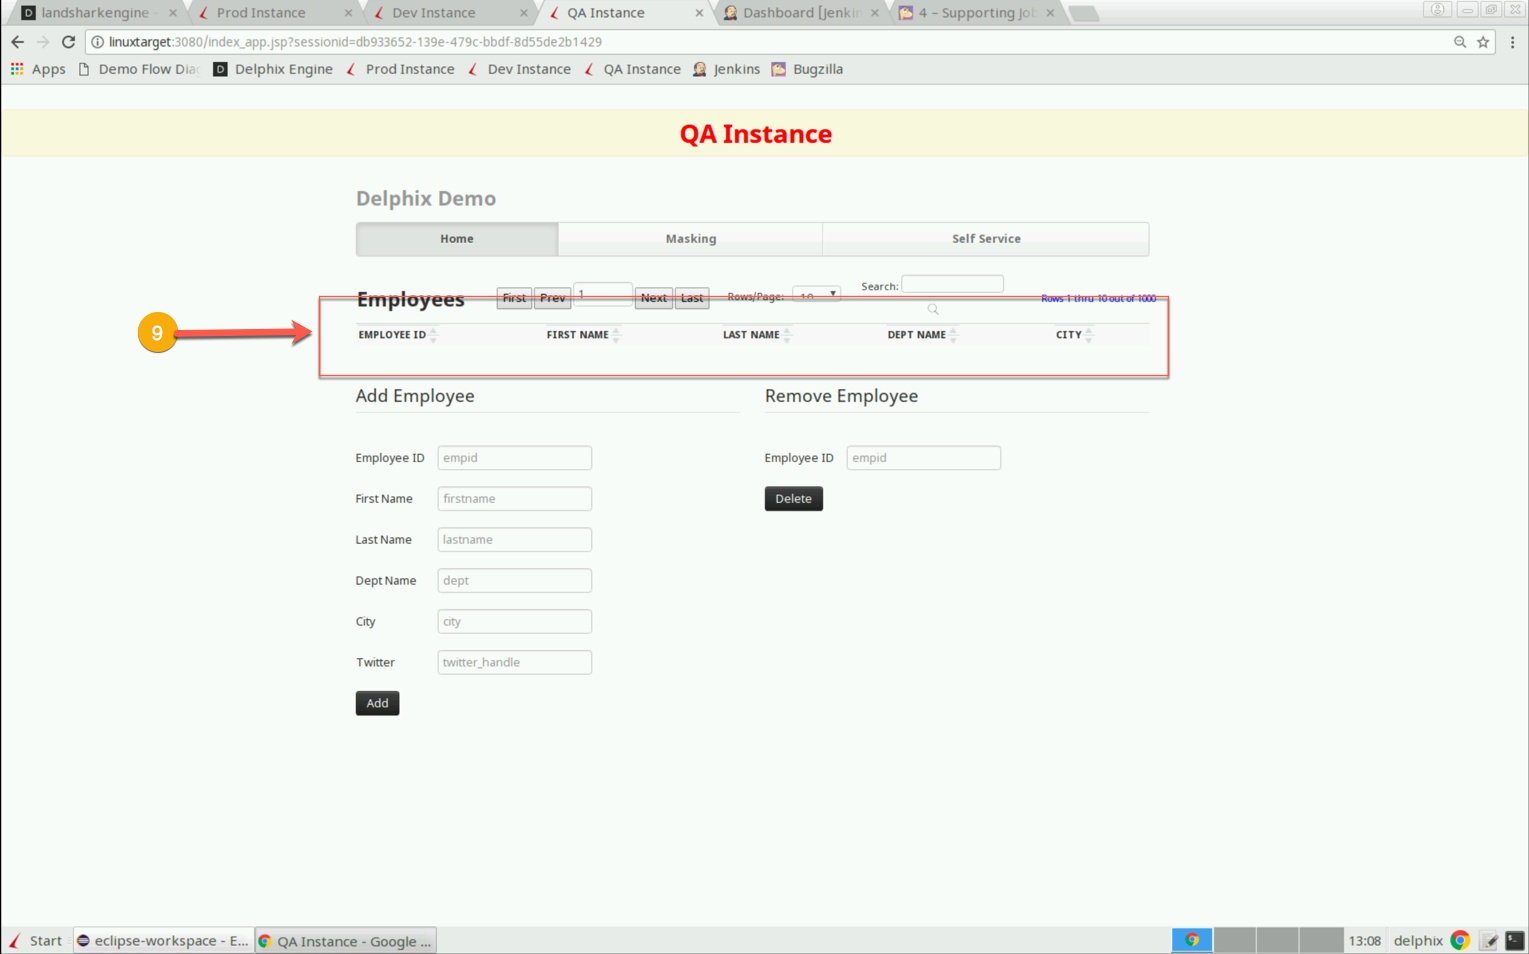 landsharkengine - Prod Instance Dev Instance QA Instance Dashboard [Jenkin 4 – Supporting Jo
linuxtarget:3080/index_app.jsp?sessionid=db933652-139e-479c-bbdf-8d55de2b1429
Apps Demo Flow Dia Delphix Engine Prod Instance Dev Instance QA Instance Jenkins Bugzilla
QA Instance
Delphix Demo
Home Masking Self Service
Employees First Prev 1 Next Last Rows/Page: 10 Search: Rows 1 thru 10 out of 1000
9 EMPLOYEE ID FIRST NAME LAST NAME DEPT NAME CITY
Add Employee Remove Employee
Employee ID empid Employee ID empid
First Name firstname Delete
Last Name lastname
Dept Name dept
City city
Twitter twitter_handle
Add
Start eclipse-workspace - E... QA Instance - Google ... 13:08 delphix